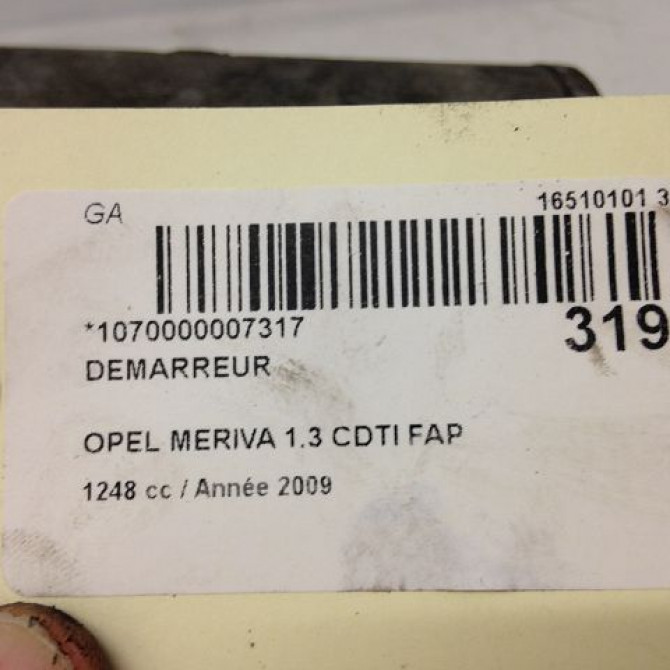 GA
16510101 3
*1070000007317
319
DEMARREUR
OPEL MERIVA 1.3 CDTI FAP
1248 cc / Année 2009